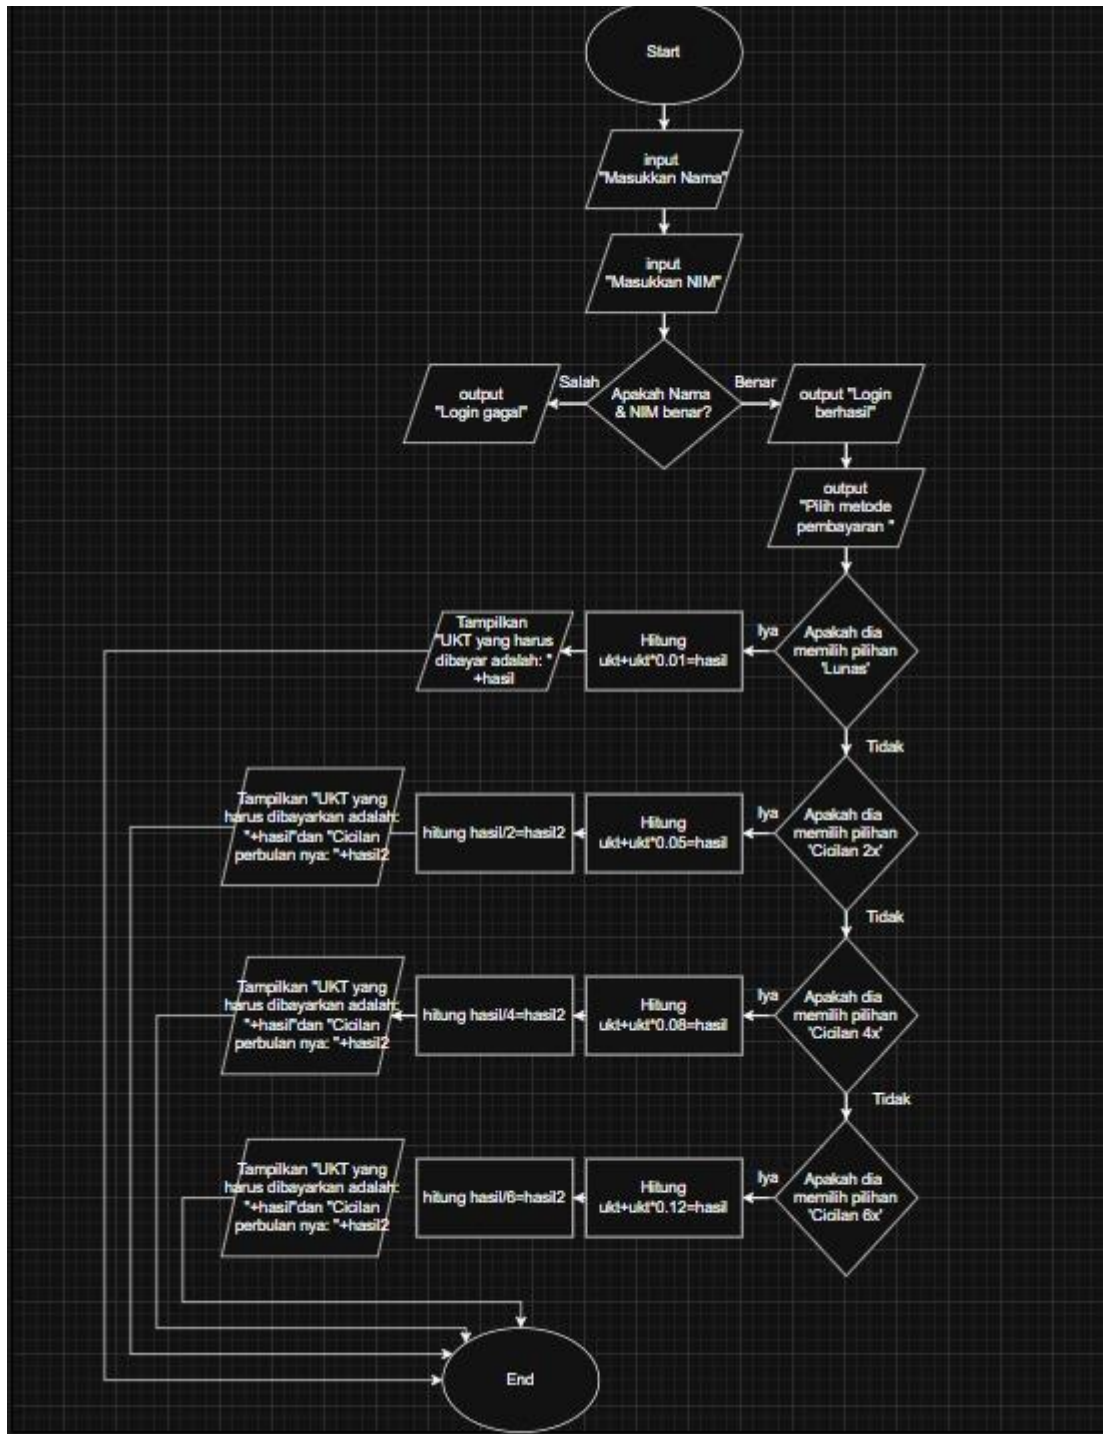 Start
input
"Masukkan Nama"
input
"Masukkan NIM"
Salah
Apakah Nama
& NIM benar?
Benar
output
"Login gagal"
output "Login
berhasil"
output
"Pilih metode
pembayaran "
Apakah dia
memilih pilihan
'Lunas'
Iya
Hitung
ukt+ukt*0.01=hasil
Tampilkan
"UKT yang harus
dibayar adalah: "
+hasil
Tidak
Apakah dia
memilih pilihan
'Cicilan 2x'
Iya
Hitung
ukt+ukt*0.05=hasil
hitung hasil/2=hasil2
Tampilkan "UKT yang
harus dibayarkan adalah:
"+hasil"dan "Cicilan
perbulan nya: "+hasil2
Tidak
Apakah dia
memilih pilihan
'Cicilan 4x'
Iya
Hitung
ukt+ukt*0.08=hasil
hitung hasil/4=hasil2
Tampilkan "UKT yang
harus dibayarkan adalah:
"+hasil"dan "Cicilan
perbulan nya: "+hasil2
Tidak
Apakah dia
memilih pilihan
'Cicilan 6x'
Iya
Hitung
ukt+ukt*0.12=hasil
hitung hasil/6=hasil2
Tampilkan "UKT yang
harus dibayarkan adalah:
"+hasil"dan "Cicilan
perbulan nya: "+hasil2
End